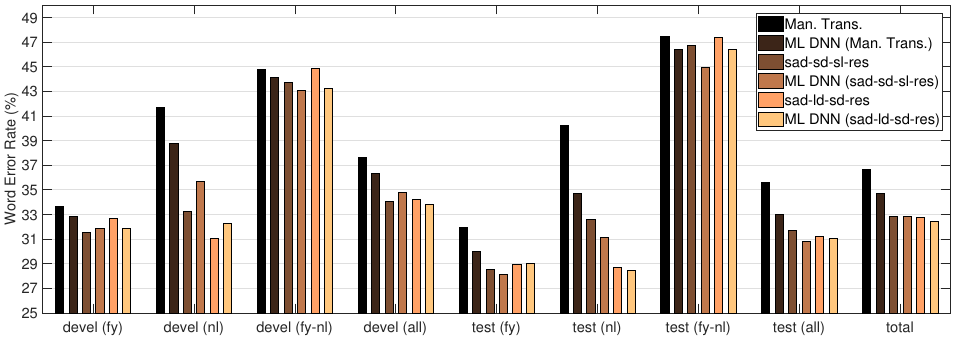 Word Error Rate (%)
49
47
45
43
41
39
37
35
33
31
29
27
25
Man. Trans.
ML DNN (Man. Trans.)
sad-sd-sl-res
ML DNN (sad-sd-sl-res)
sad-ld-sd-res
ML DNN (sad-ld-sd-res)
devel (fy) devel (nl) devel (fy-nl) devel (all) test (fy) test (nl) test (fy-nl) test (all) total